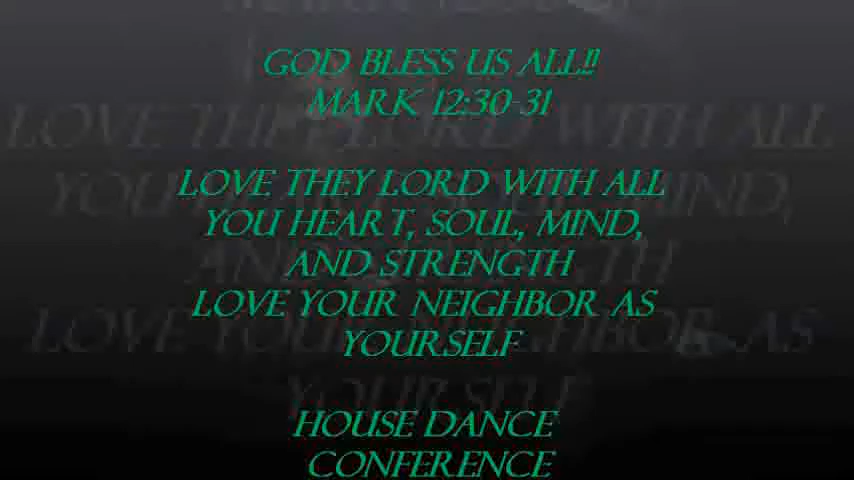 GOD BLESS US ALL!!
MARK 12:30-31
LOVE THEY LORD WITH ALL
YOU HEART, SOUL, MIND,
AND STRENGTH
LOVE YOUR NEIGHBOR AS
YOURSELF
HOUSE DANCE
CONFERENCE